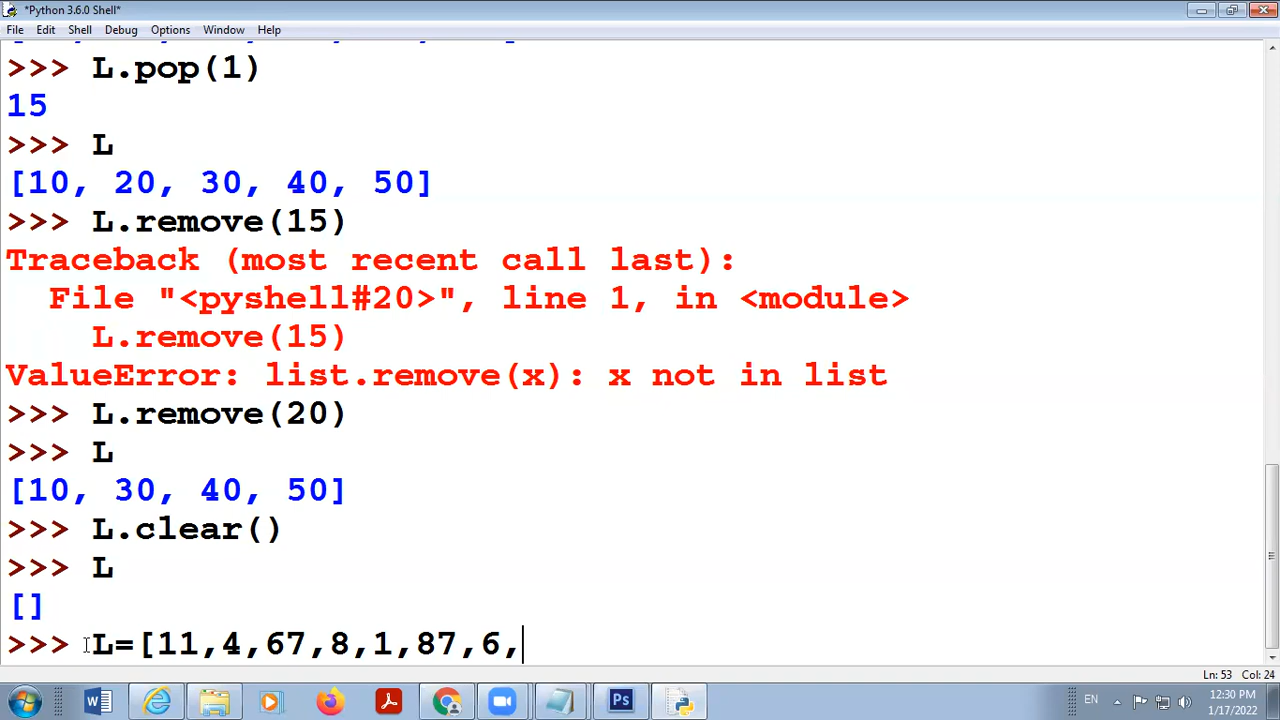 *Python 3.6.0 Shell*
File Edit Shell Debug Options Window Help
>>> L.pop(1)
15
>>> L
[10, 20, 30, 40, 50]
>>> L.remove(15)
Traceback (most recent call last):
  File "<pyshell#20>", line 1, in <module>
    L.remove(15)
ValueError: list.remove(x): x not in list
>>> L.remove(20)
>>> L
[10, 30, 40, 50]
>>> L.clear()
>>> L
[]
>>> L=[11,4,67,8,1,87,6,
Ln: 53 Col: 24
EN 12:30 PM
1/17/2022